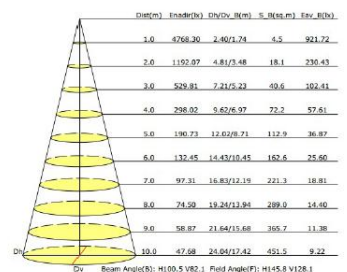 Dist(m) Enadir(lx) Dh/Dv_B(m) S_B(sq.m) Eav_B(lx)
1.0 4768.30 2.40/1.74 4.5 921.72
2.0 1192.07 4.81/3.48 18.1 230.43
3.0 529.81 7.21/5.23 40.6 102.41
4.0 298.02 9.62/6.97 72.2 57.61
5.0 190.73 12.02/8.71 112.9 36.87
6.0 132.45 14.43/10.45 162.6 25.60
7.0 97.31 16.83/12.19 221.3 18.81
8.0 74.50 19.24/13.94 289.0 14.40
9.0 58.87 21.64/15.68 365.7 11.38
Dh 10.0 47.68 24.04/17.42 451.5 9.22
Dv Beam Angle(B): H100.5 V82.1 Field Angle(F): H145.8 V128.1